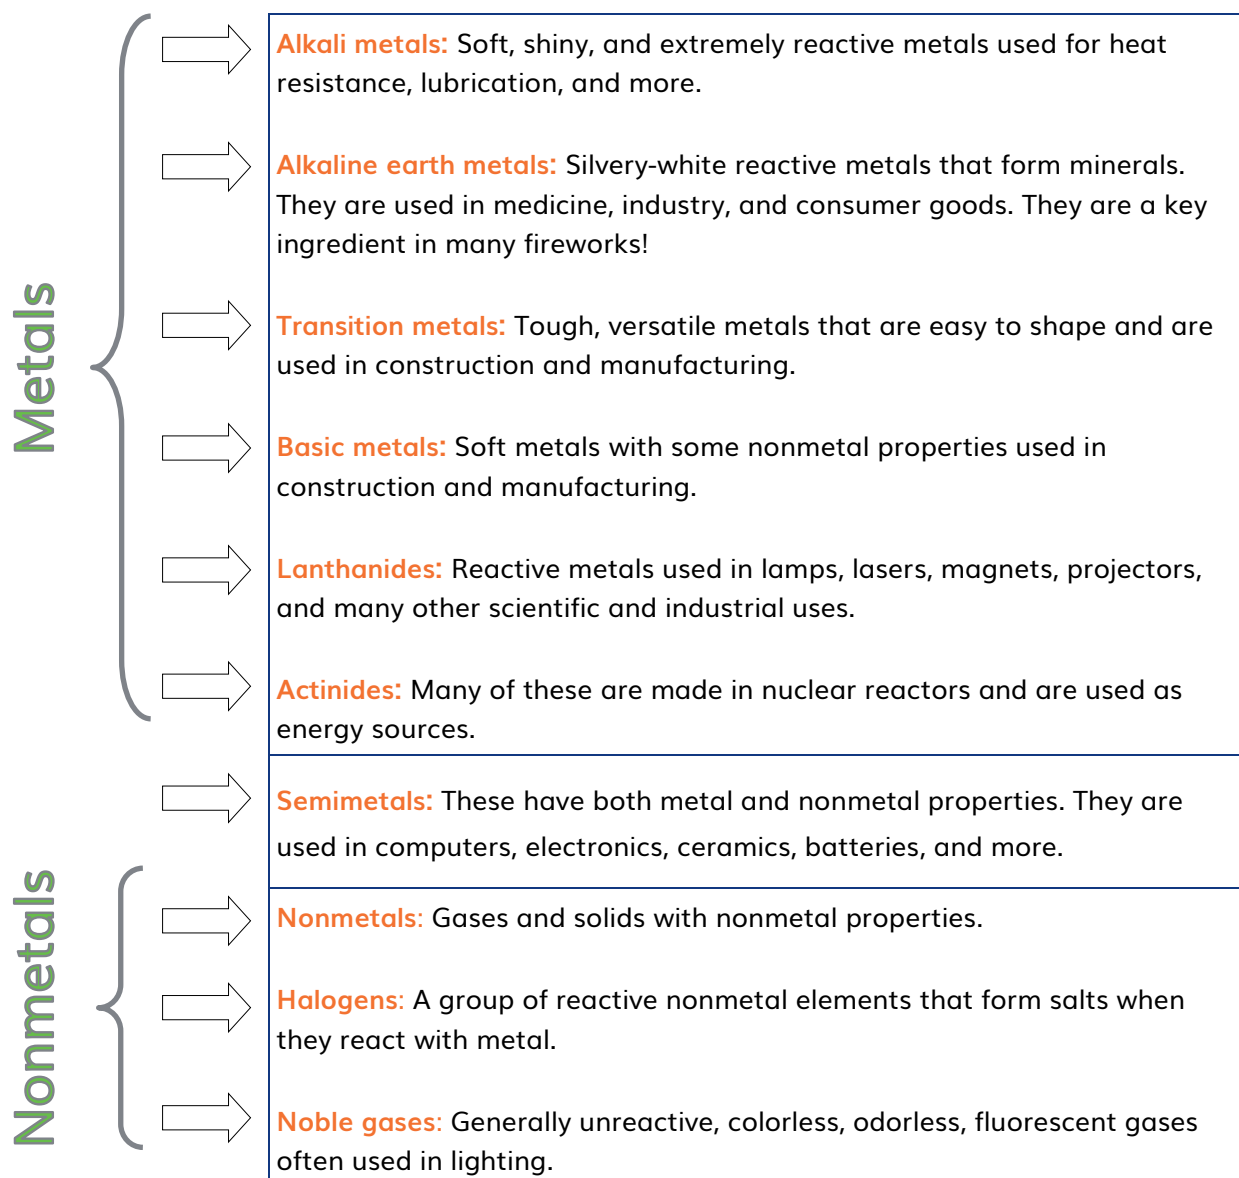 Metals
Alkali metals: Soft, shiny, and extremely reactive metals used for heat
resistance, lubrication, and more.
Alkaline earth metals: Silvery-white reactive metals that form minerals.
They are used in medicine, industry, and consumer goods. They are a key
ingredient in many fireworks!
Transition metals: Tough, versatile metals that are easy to shape and are
used in construction and manufacturing.
Basic metals: Soft metals with some nonmetal properties used in
construction and manufacturing.
Lanthanides: Reactive metals used in lamps, lasers, magnets, projectors,
and many other scientific and industrial uses.
Actinides: Many of these are made in nuclear reactors and are used as
energy sources.
Semimetals: These have both metal and nonmetal properties. They are
used in computers, electronics, ceramics, batteries, and more.
Nonmetals
Nonmetals: Gases and solids with nonmetal properties.
Halogens: A group of reactive nonmetal elements that form salts when
they react with metal.
Noble gases: Generally unreactive, colorless, odorless, fluorescent gases
often used in lighting.